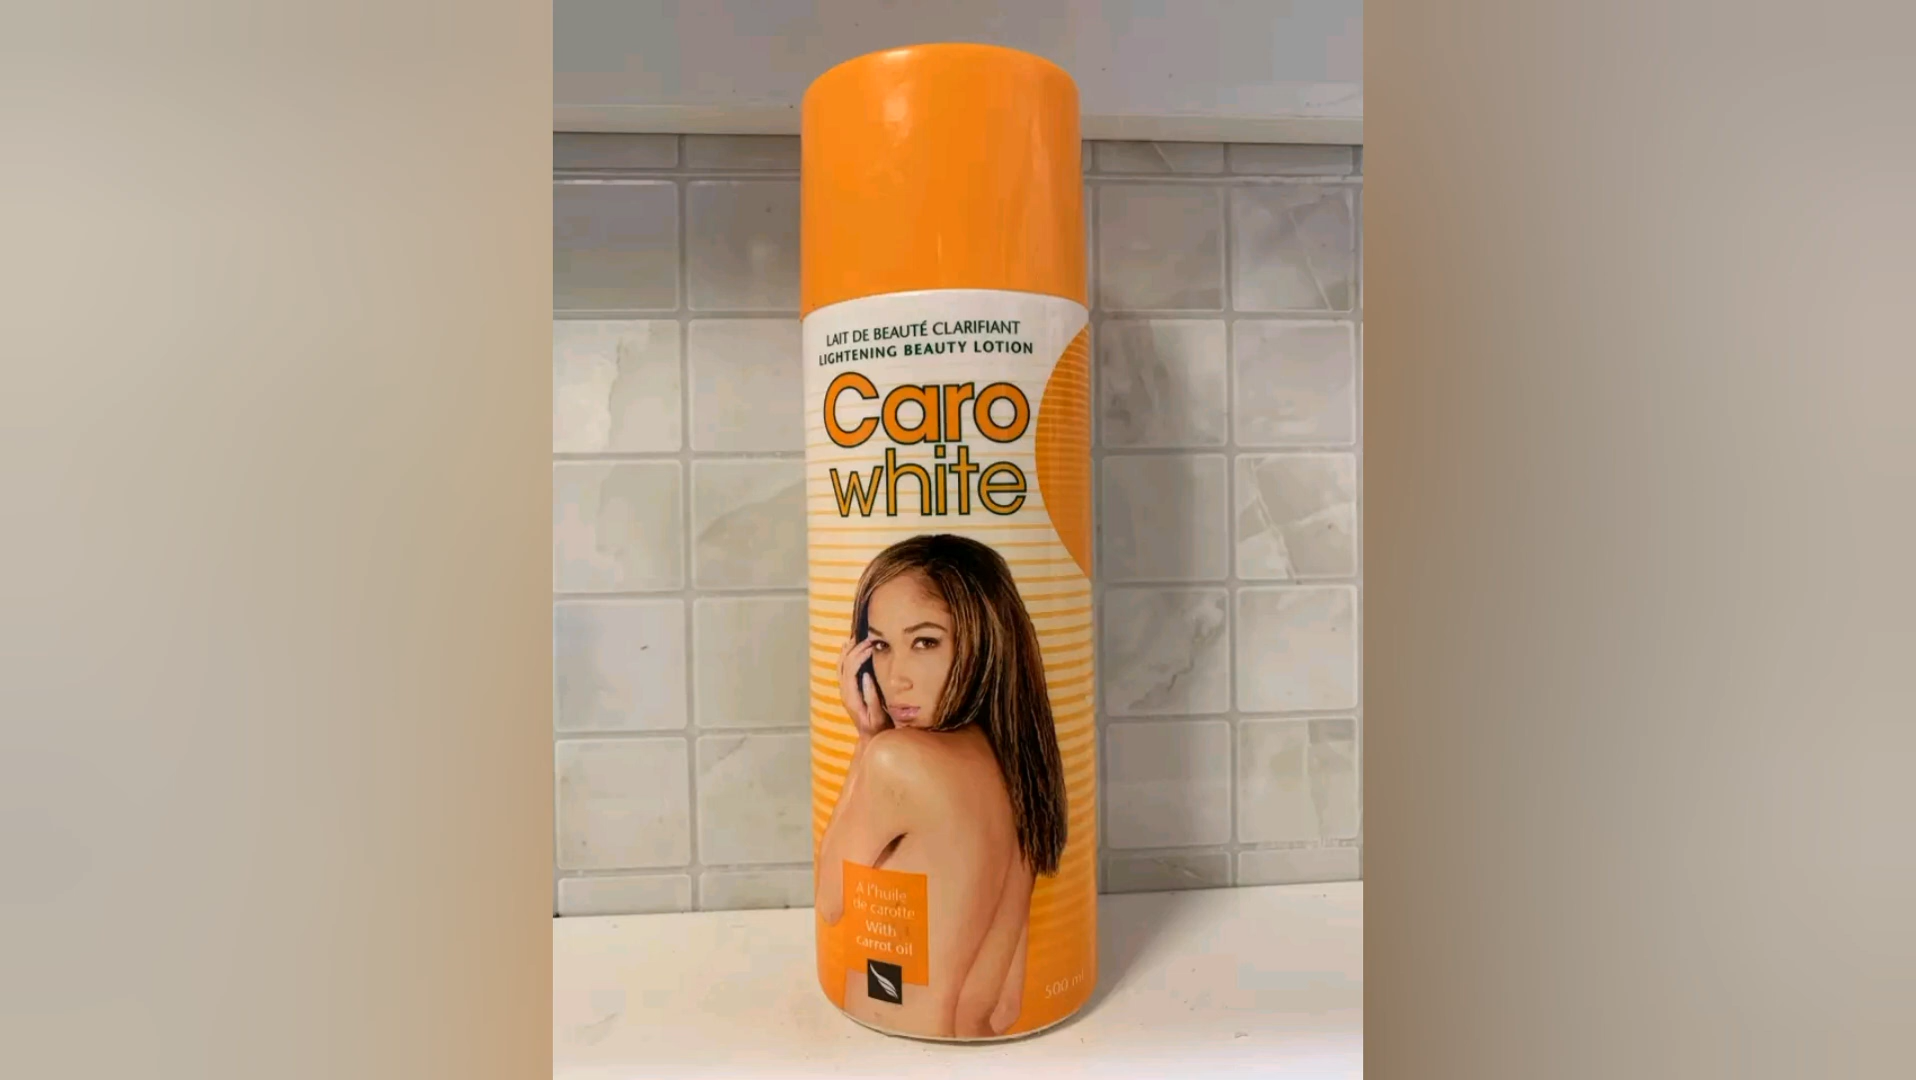 LAIT DE BEAUTÉ CLARIFIANT
LIGHTENING BEAUTY LOTION
Caro
white
A l'huile
de carotte
With
carrot oil
500 ml